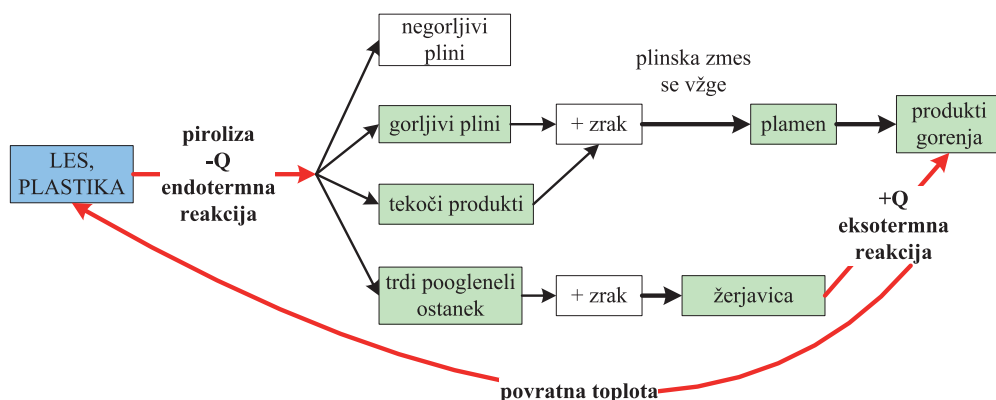 negorljivi
plini
plinska zmes
se vžge
gorljivi plini
+ zrak
plamen
produkti
gorenja
piroliza
-Q
endotermna
reakcija
LES,
PLASTIKA
tekoči produkti
+Q
eksotermna
reakcija
trdi poogleneli
ostanek
+ zrak
žerjavica
povratna toplota